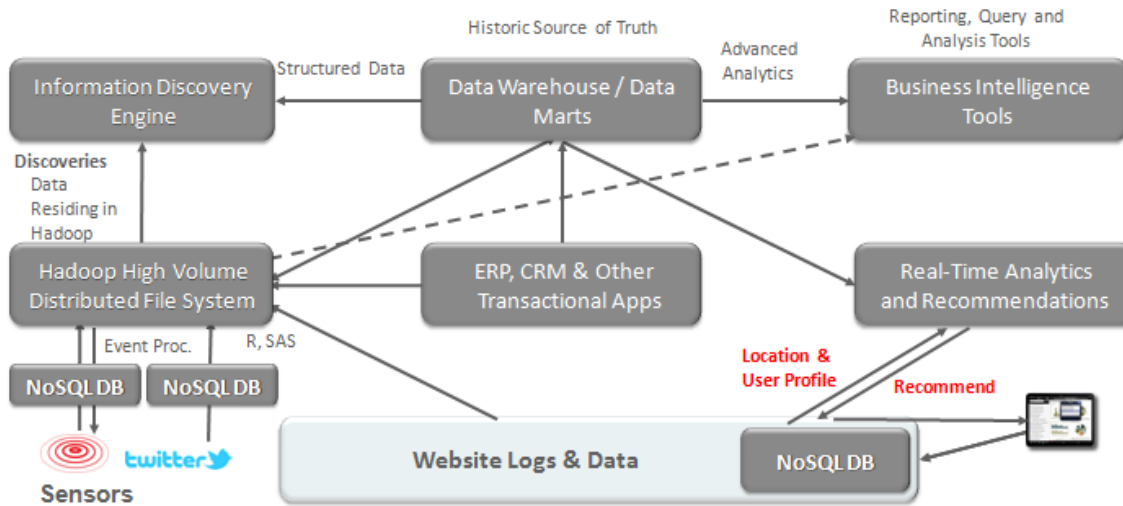 Historic Source of Truth
Reporting, Query and
Analysis Tools
Information Discovery
Engine
Structured Data
Data Warehouse / Data
Marts
Advanced
Analytics
Business Intelligence
Tools
Discoveries
Data
Residing in
Hadoop
Hadoop High Volume
Distributed File System
ERP, CRM & Other
Transactional Apps
Real-Time Analytics
and Recommendations
Event Proc.
R, SAS
NoSQL DB
NoSQL DB
Location &
User Profile
Recommend
twitter
Sensors
Website Logs & Data
NoSQL DB